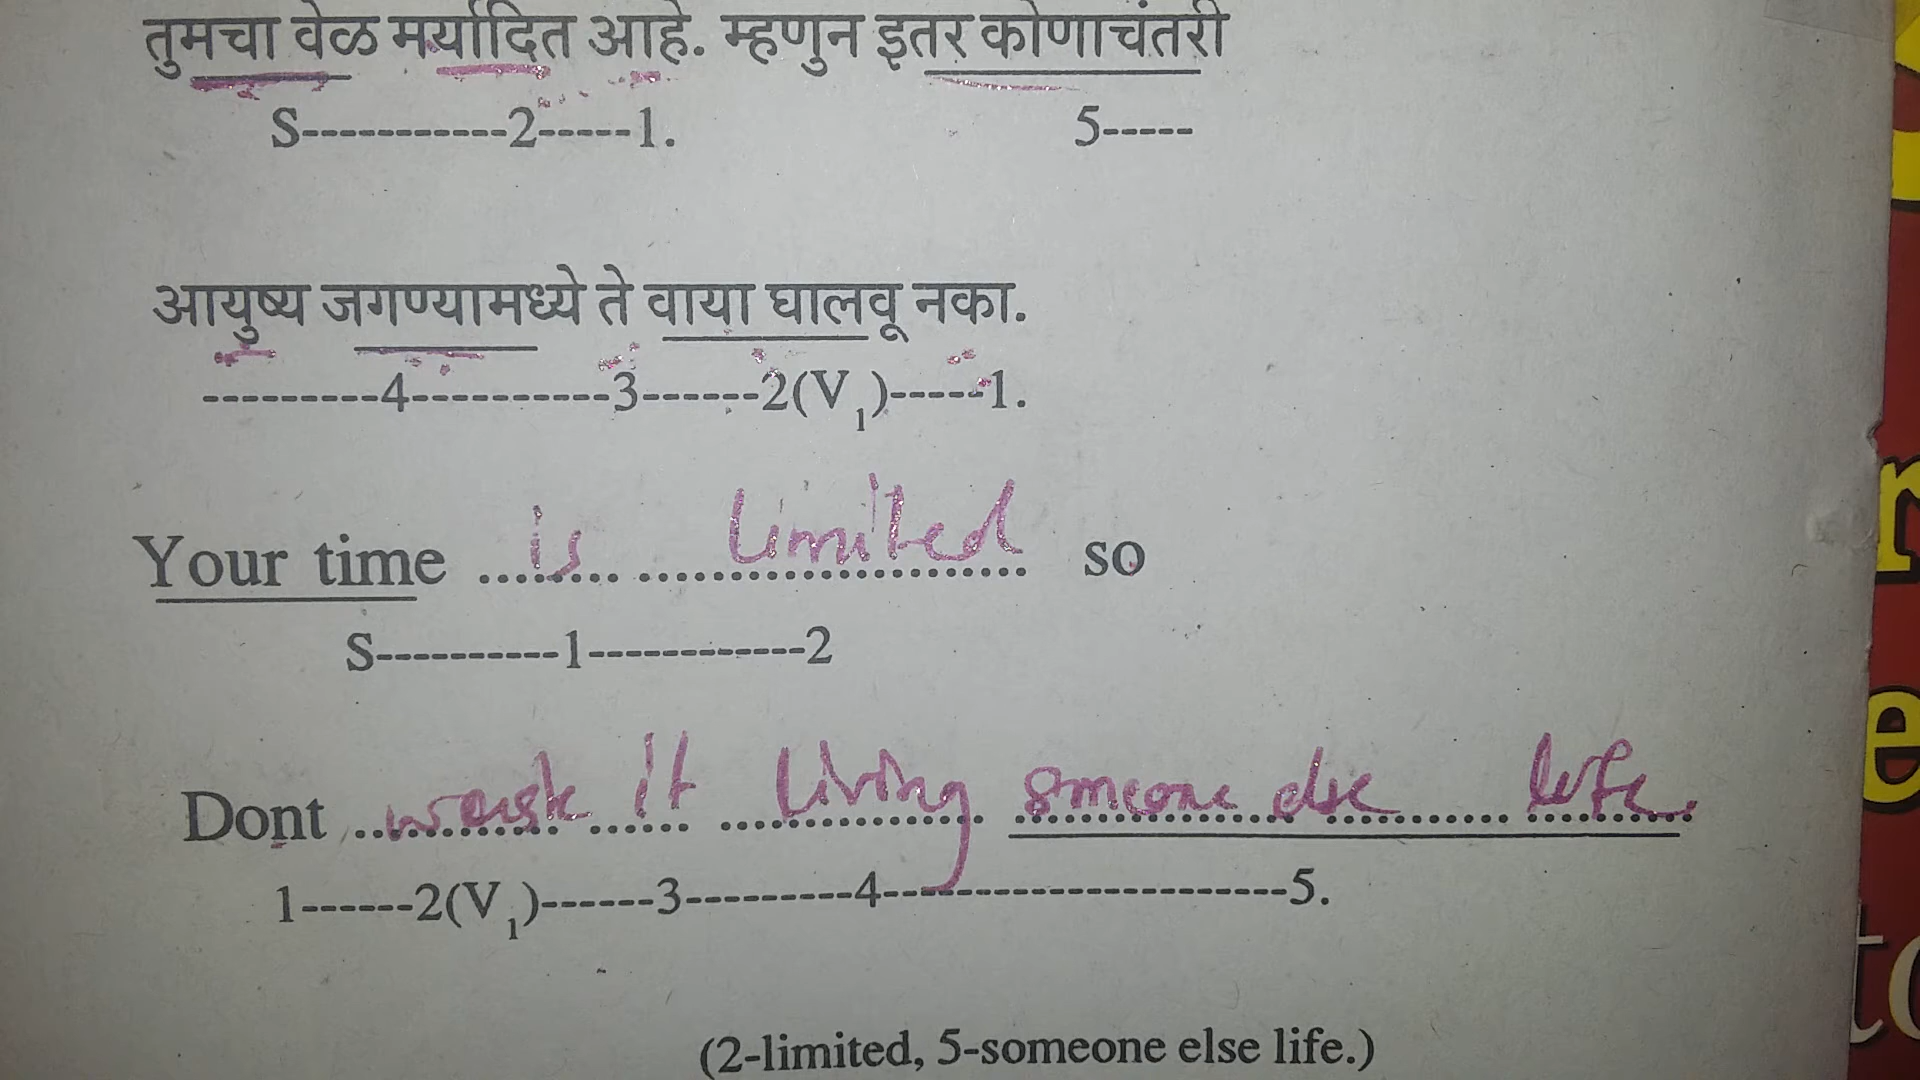 तुमचा वेळ मर्यादित आहे. म्हणुन इतर कोणाचंतरी
S-----------2-----1. 5-----
आयुष्य जगण्यामध्ये ते वाया घालवू नका.
---------4----------3------2(V1)-----1.
Your time ........is ......limited...... so
S----------1------------2
Dont ....waste it living someone else life.
1------2(V1)------3---------4----------------------5.
(2-limited, 5-someone else life.)
r
e
to